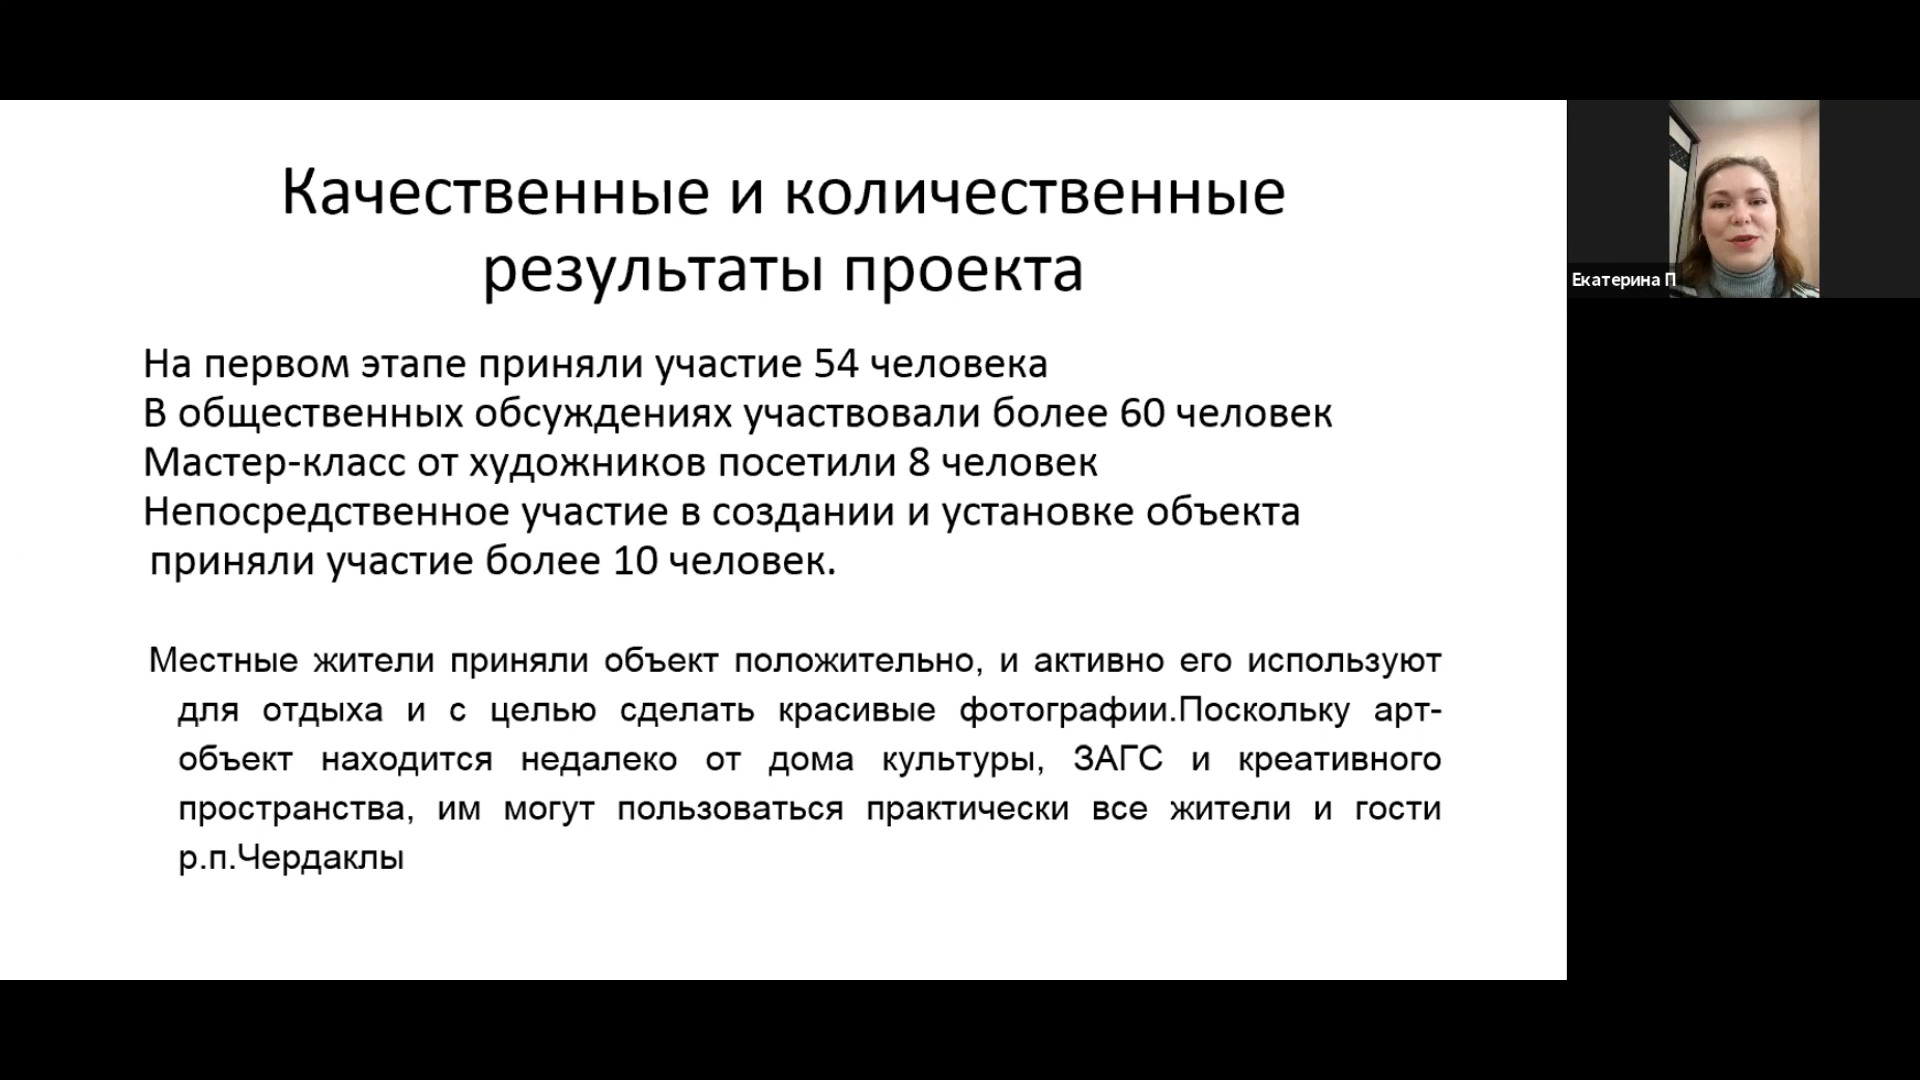 Качественные и количественные
результаты проекта
На первом этапе приняли участие 54 человека
В общественных обсуждениях участвовали более 60 человек
Мастер-класс от художников посетили 8 человек
Непосредственное участие в создании и установке объекта
приняли участие более 10 человек.
Местные жители приняли объект положительно, и активно его используют
для отдыха и с целью сделать красивые фотографии.Поскольку арт-
объект находится недалеко от дома культуры, ЗАГС и креативного
пространства, им могут пользоваться практически все жители и гости
р.п.Чердаклы
Екатерина П